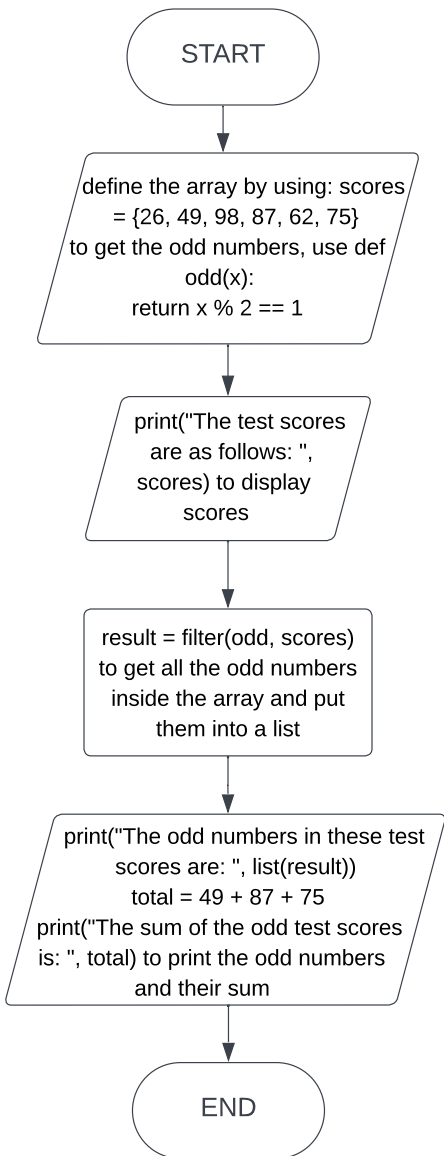 START
define the array by using: scores
= {26, 49, 98, 87, 62, 75}
to get the odd numbers, use def
odd(x):
return x % 2 == 1
print("The test scores
are as follows: ",
scores) to display
scores
result = filter(odd, scores)
to get all the odd numbers
inside the array and put
them into a list
print("The odd numbers in these test
scores are: ", list(result))
total = 49 + 87 + 75
print("The sum of the odd test scores
is: ", total) to print the odd numbers
and their sum
END